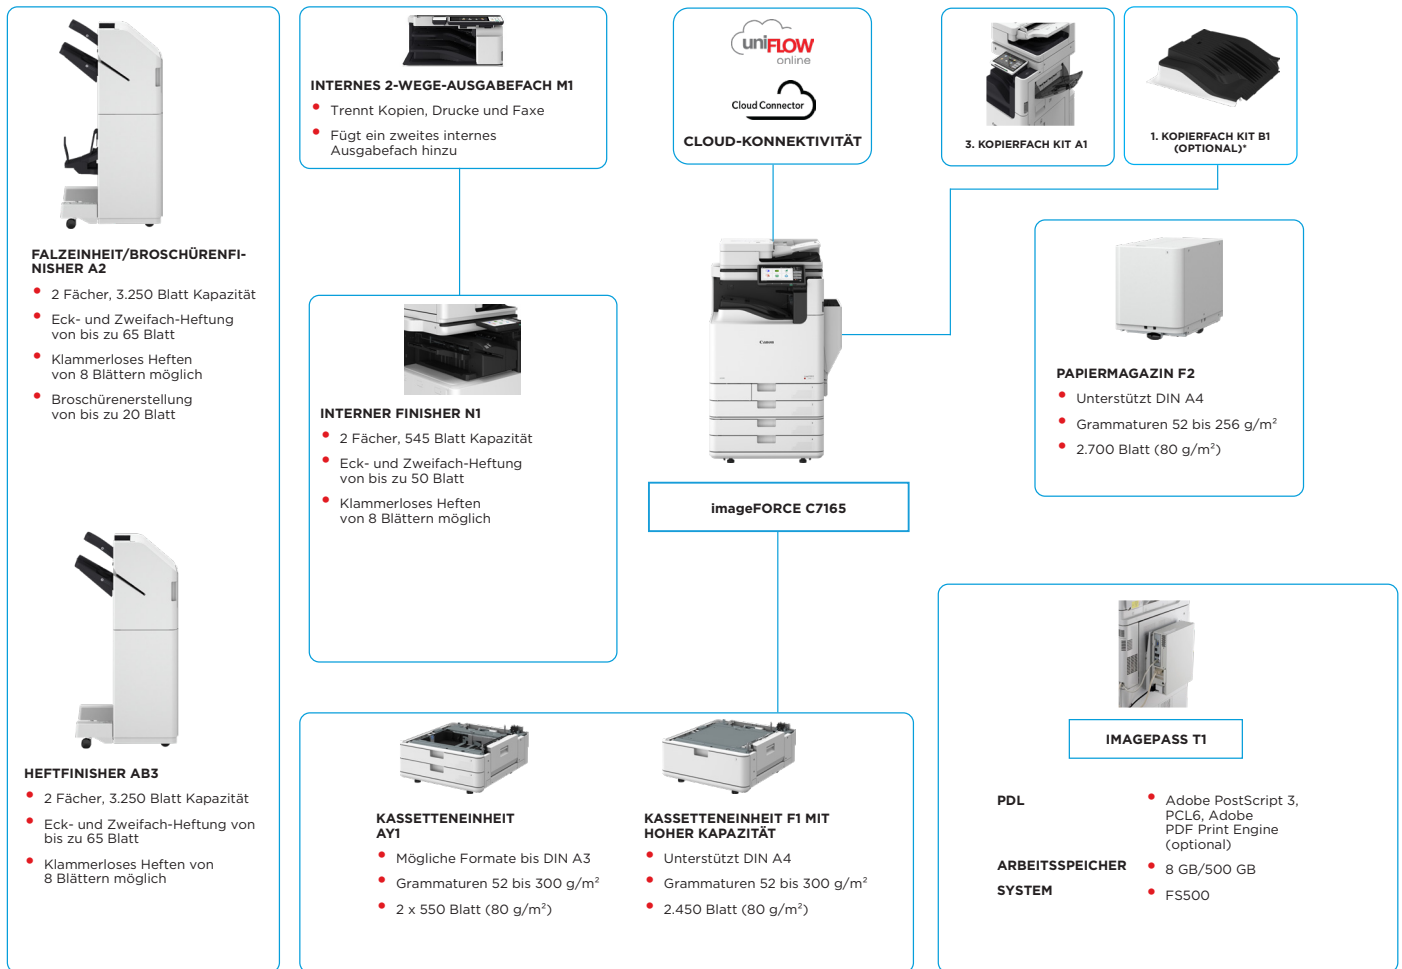 FALZEINHEIT/BROSCHÜRENFI-
NISHER A2
• 2 Fächer, 3.250 Blatt Kapazität
• Eck- und Zweifach-Heftung
von bis zu 65 Blatt
• Klammerloses Heften
von 8 Blättern möglich
• Broschürenerstellung
von bis zu 20 Blatt
HEFTFINISHER AB3
• 2 Fächer, 3.250 Blatt Kapazität
• Eck- und Zweifach-Heftung von
bis zu 65 Blatt
• Klammerloses Heften von
8 Blättern möglich
INTERNES 2-WEGE-AUSGABEFACH M1
• Trennt Kopien, Drucke und Faxe
• Fügt ein zweites internes
Ausgabefach hinzu
INTERNER FINISHER N1
• 2 Fächer, 545 Blatt Kapazität
• Eck- und Zweifach-Heftung
von bis zu 50 Blatt
• Klammerloses Heften
von 8 Blättern möglich
uniFLOW
online
Cloud Connector
CLOUD-KONNEKTIVITÄT
3. KOPIERFACH KIT A1
1. KOPIERFACH KIT B1
(OPTIONAL)*
Canon
imageFORCE C7165
PAPIERMAGAZIN F2
• Unterstützt DIN A4
• Grammaturen 52 bis 256 g/m²
• 2.700 Blatt (80 g/m²)
KASSETTENEINHEIT
AY1
• Mögliche Formate bis DIN A3
• Grammaturen 52 bis 300 g/m²
• 2 x 550 Blatt (80 g/m²)
KASSETTENEINHEIT F1 MIT
HOHER KAPAZITÄT
• Unterstützt DIN A4
• Grammaturen 52 bis 300 g/m²
• 2.450 Blatt (80 g/m²)
IMAGEPASS T1
PDL
• Adobe PostScript 3,
PCL6, Adobe
PDF Print Engine
(optional)
ARBEITSSPEICHER
• 8 GB/500 GB
SYSTEM
• FS500